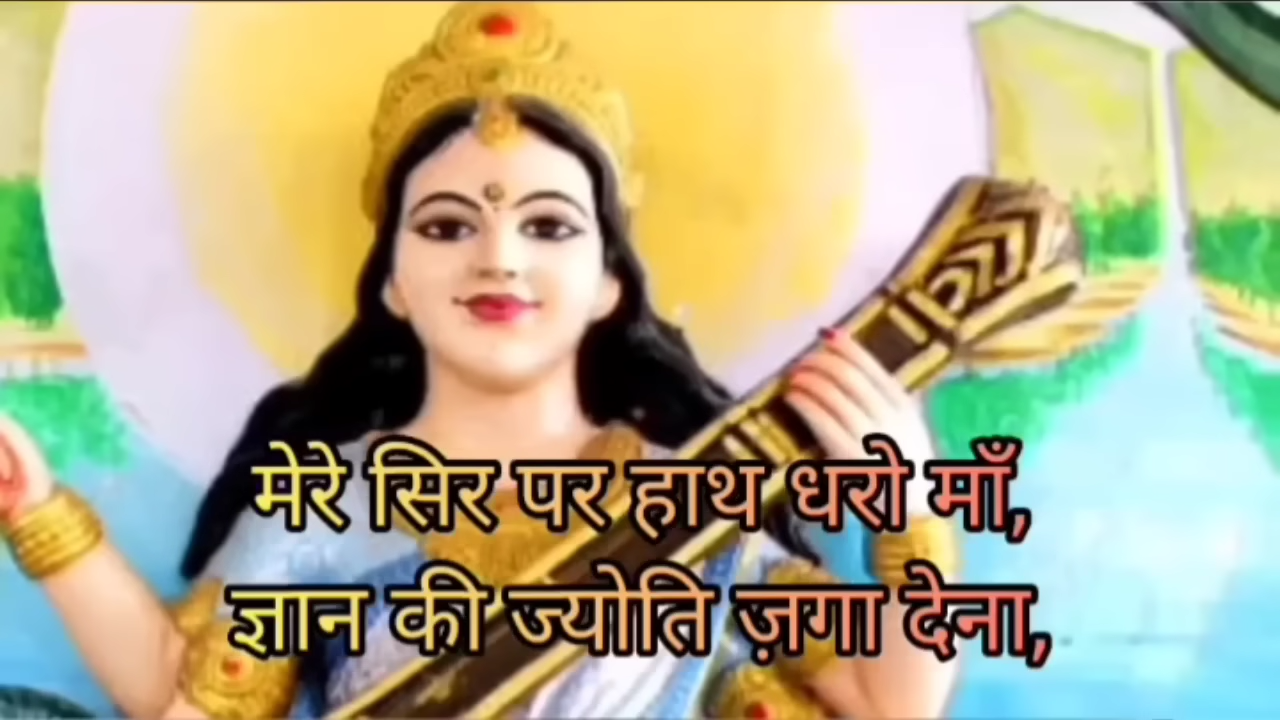 मेरे सिर पर हाथ धरो माँ,
ज्ञान की ज्योति ज़गा देना,